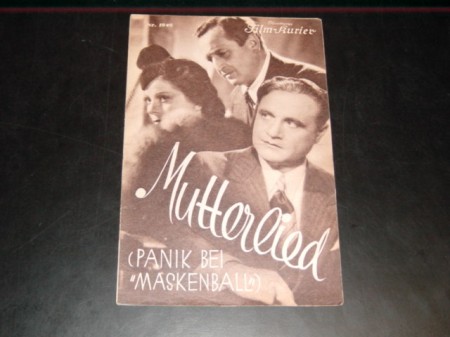 Film-Kurier
Mutterlied
(PANIK BEI
"MASKENBALL")